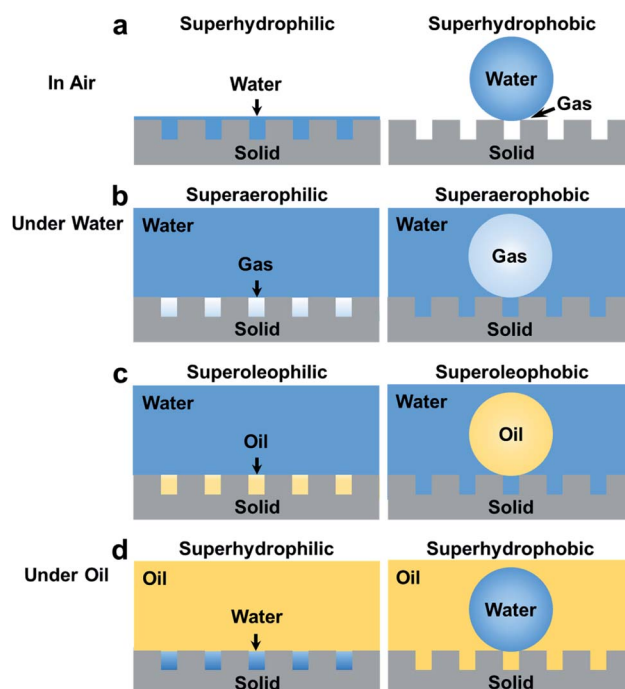 a
Superhydrophilic
Superhydrophobic
In Air
Water
Water
Gas
Solid
Solid
b
Superaerophilic
Superaerophobic
Under Water
Water
Water
Gas
Gas
Solid
Solid
c
Superoleophilic
Superoleophobic
Water
Water
Oil
Oil
Solid
Solid
d
Superhydrophilic
Superhydrophobic
Under Oil
Oil
Oil
Water
Water
Solid
Solid